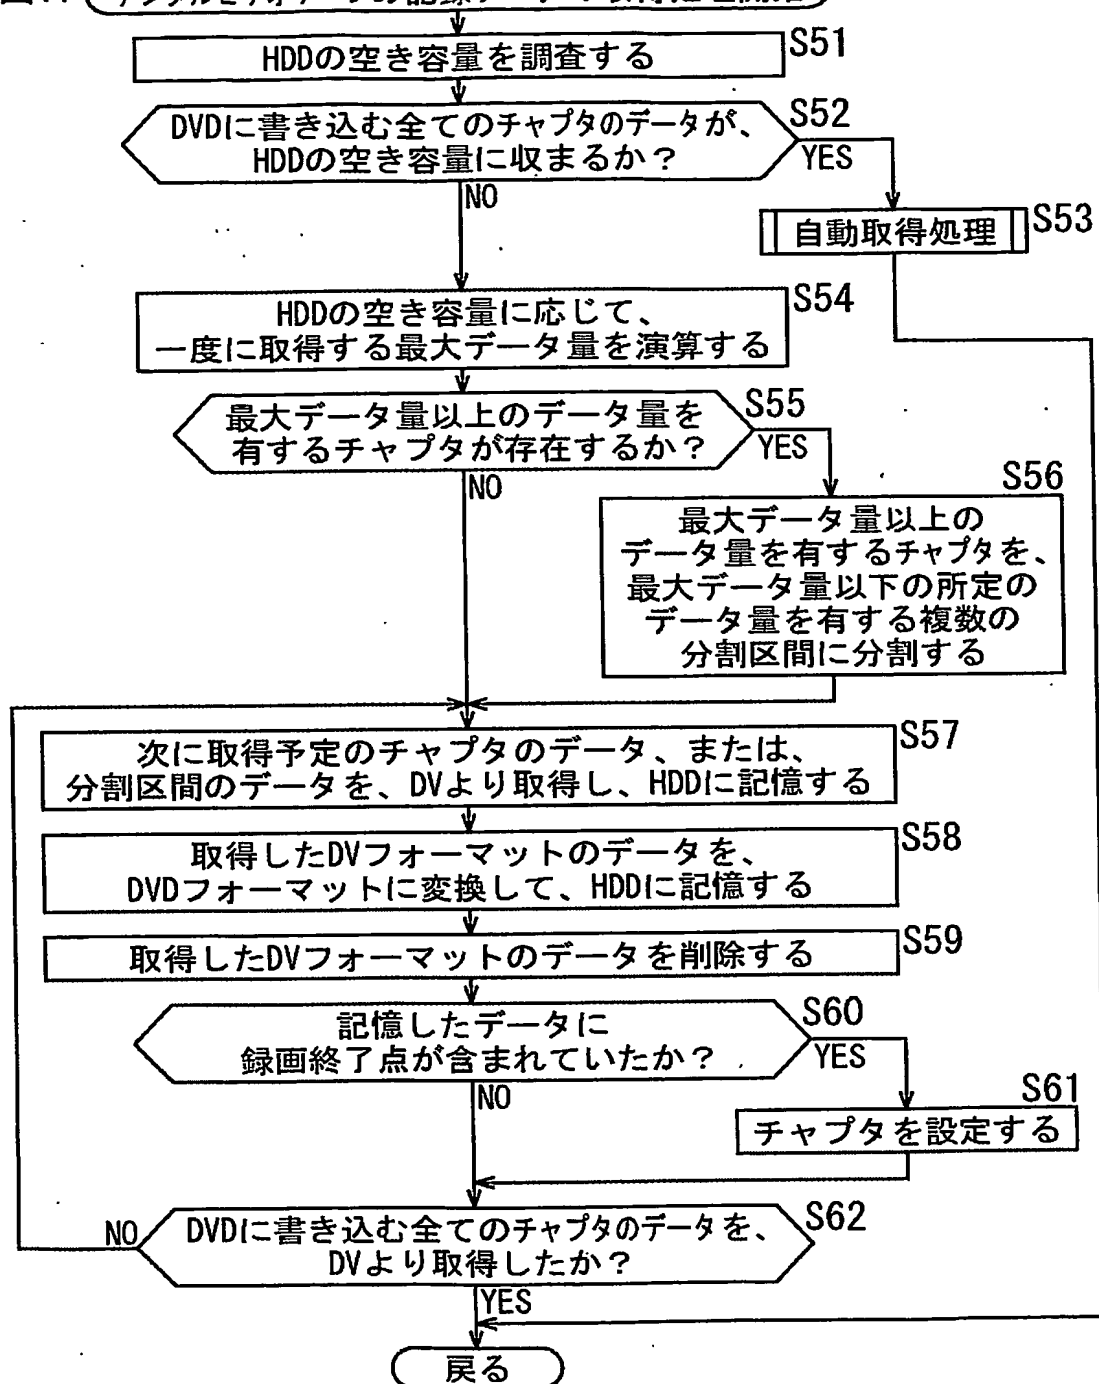 HDDの空き容量を調査する
S51
DVDに書き込む全てのチャプタのデータが、
HDDの空き容量に収まるか？
S52
YES
NO
自動取得処理
S53
HDDの空き容量に応じて、
一度に取得する最大データ量を演算する
S54
最大データ量以上のデータ量を
有するチャプタが存在するか？
S55
YES
NO
S56
最大データ量以上の
データ量を有するチャプタを、
最大データ量以下の所定の
データ量を有する複数の
分割区間に分割する
次に取得予定のチャプタのデータ、または、
分割区間のデータを、DVより取得し、HDDに記憶する
S57
取得したDVフォーマットのデータを、
DVDフォーマットに変換して、HDDに記憶する
S58
取得したDVフォーマットのデータを削除する
S59
記憶したデータに
録画終了点が含まれていたか？
S60
YES
NO
S61
チャプタを設定する
DVDに書き込む全てのチャプタのデータを、
DVより取得したか？
S62
NO
YES
戻る